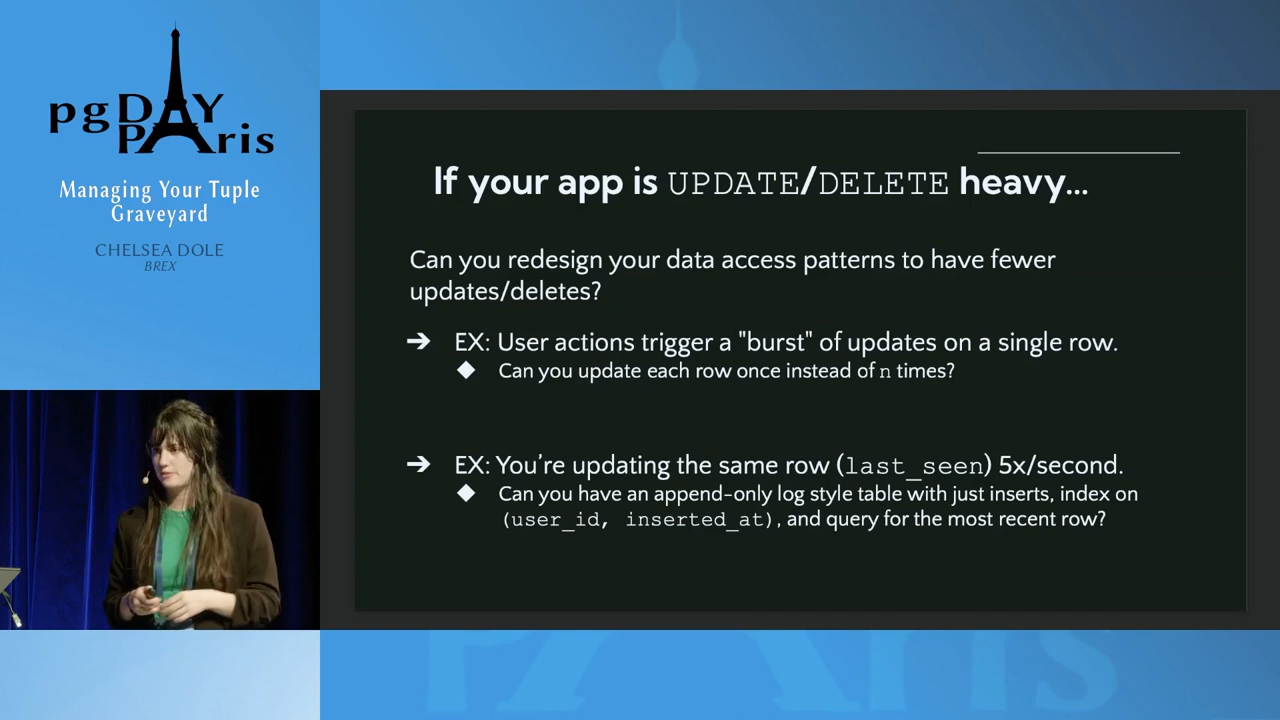 pgDAY
PAris
Managing Your Tuple
Graveyard
CHELSEA DOLE
BREX
If your app is UPDATE/DELETE heavy...
Can you redesign your data access patterns to have fewer
updates/deletes?
➔ EX: User actions trigger a "burst" of updates on a single row.
◆ Can you update each row once instead of n times?
➔ EX: You’re updating the same row (last_seen) 5x/second.
◆ Can you have an append-only log style table with just inserts, index on
(user_id, inserted_at), and query for the most recent row?
PAris